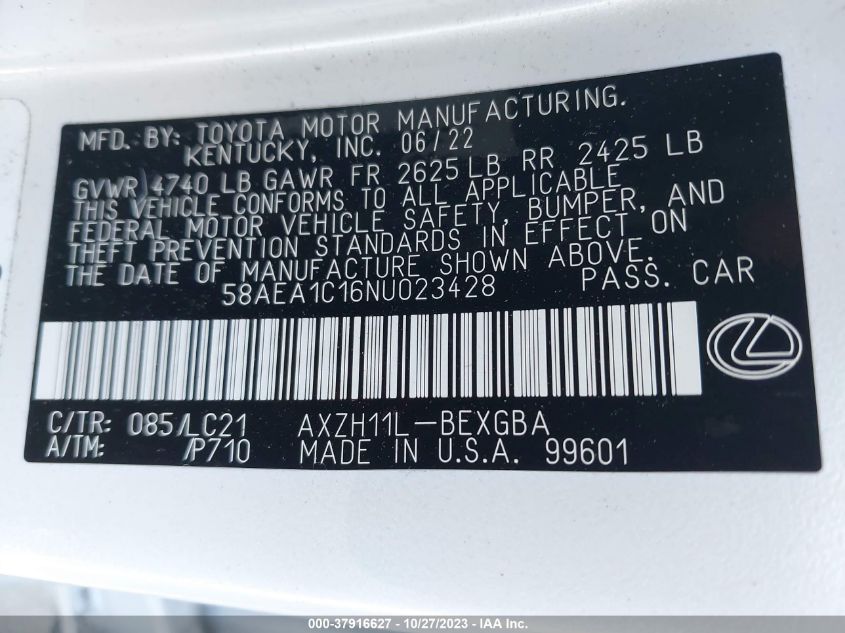 MFD. BY: TOYOTA MOTOR MANUFACTURING.
KENTUCKY, INC. 06/22
GVWR 4740 LB GAWR FR 2625 LB RR 2425 LB
THIS VEHICLE CONFORMS TO ALL APPLICABLE
FEDERAL MOTOR VEHICLE SAFETY, BUMPER, AND
THEFT PREVENTION STANDARDS IN EFFECT ON
THE DATE OF MANUFACTURE SHOWN ABOVE.
58AEA1C16NU023428 PASS. CAR
C/TR: 085/LC21 AXZH11L-BEXGBA
A/TM: /P710 MADE IN U.S.A. 99601
000-37916627 - 10/27/2023 - IAA Inc.